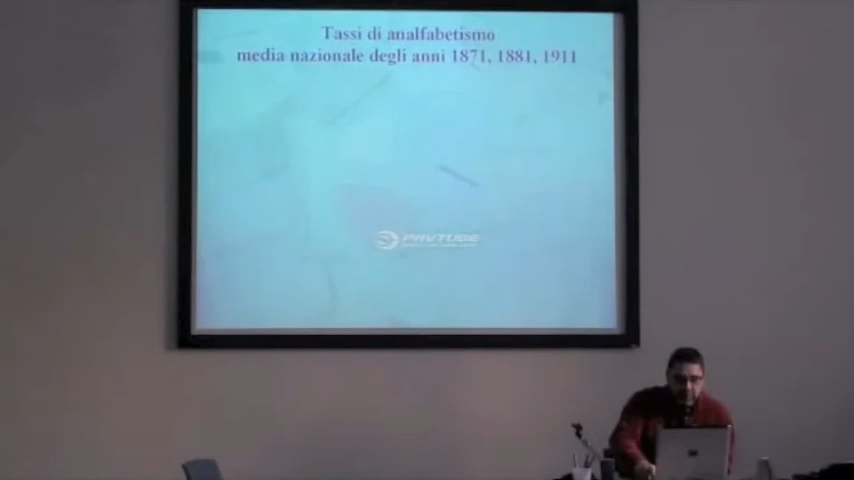 Tassi di analfabetismo
media nazionale degli anni 1871, 1881, 1911
PAVTUBE